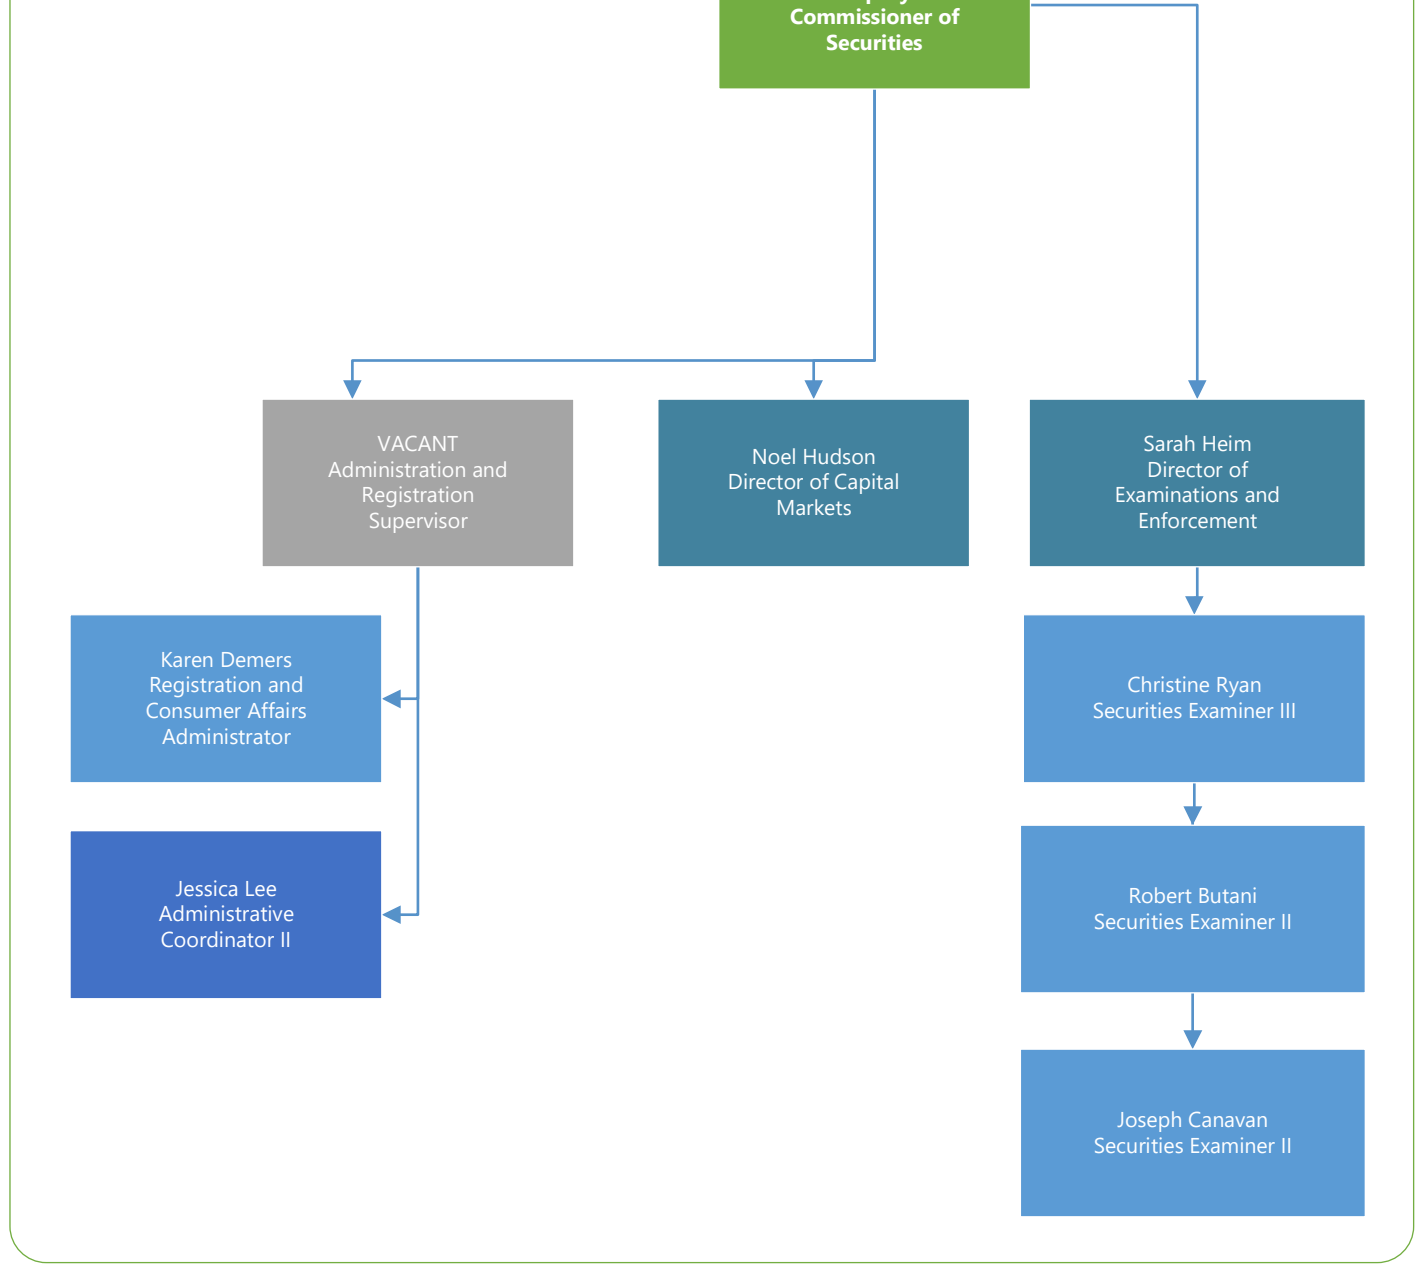 Commissioner of
Securities
VACANT
Administration and
Registration
Supervisor
Noel Hudson
Director of Capital
Markets
Sarah Heim
Director of
Examinations and
Enforcement
Karen Demers
Registration and
Consumer Affairs
Administrator
Christine Ryan
Securities Examiner III
Jessica Lee
Administrative
Coordinator II
Robert Butani
Securities Examiner II
Joseph Canavan
Securities Examiner II